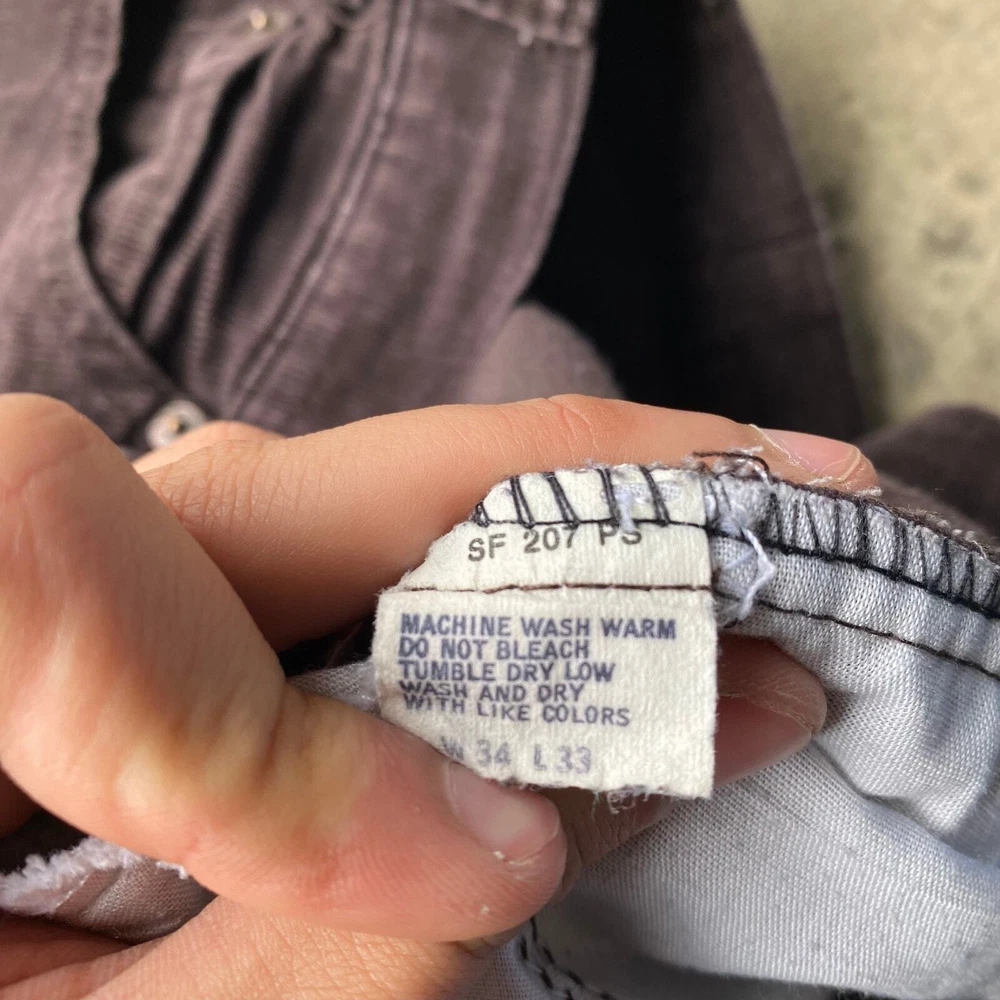 SF 207 PS
MACHINE WASH WARM
DO NOT BLEACH
TUMBLE DRY LOW
WASH AND DRY
WITH LIKE COLORS
W 34 L 33